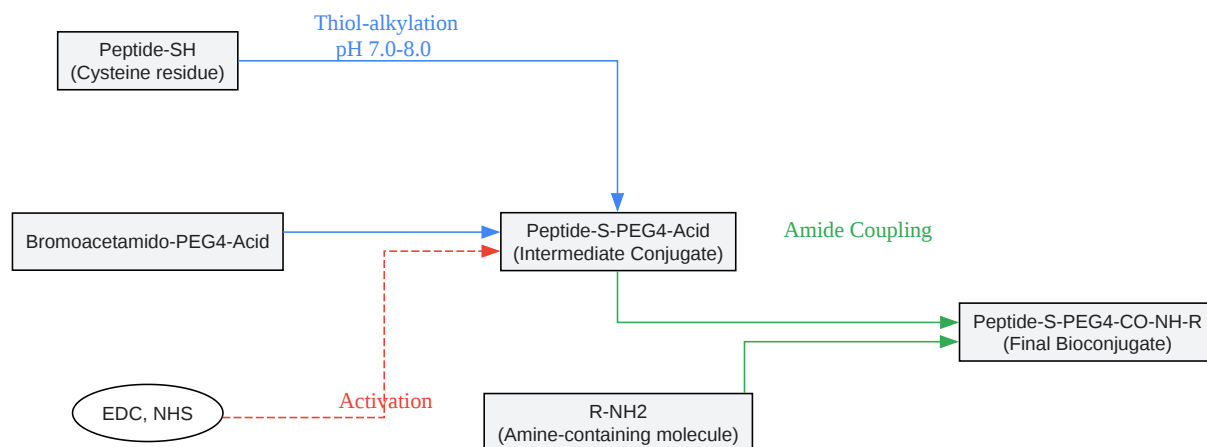 Thiol-alkylation
pH 7.0-8.0
Peptide-SH
(Cysteine residue)
Bromoacetamido-PEG4-Acid
Peptide-S-PEG4-Acid
(Intermediate Conjugate)
Amide Coupling
Peptide-S-PEG4-CO-NH-R
(Final Bioconjugate)
EDC, NHS
Activation
R-NH2
(Amine-containing molecule)